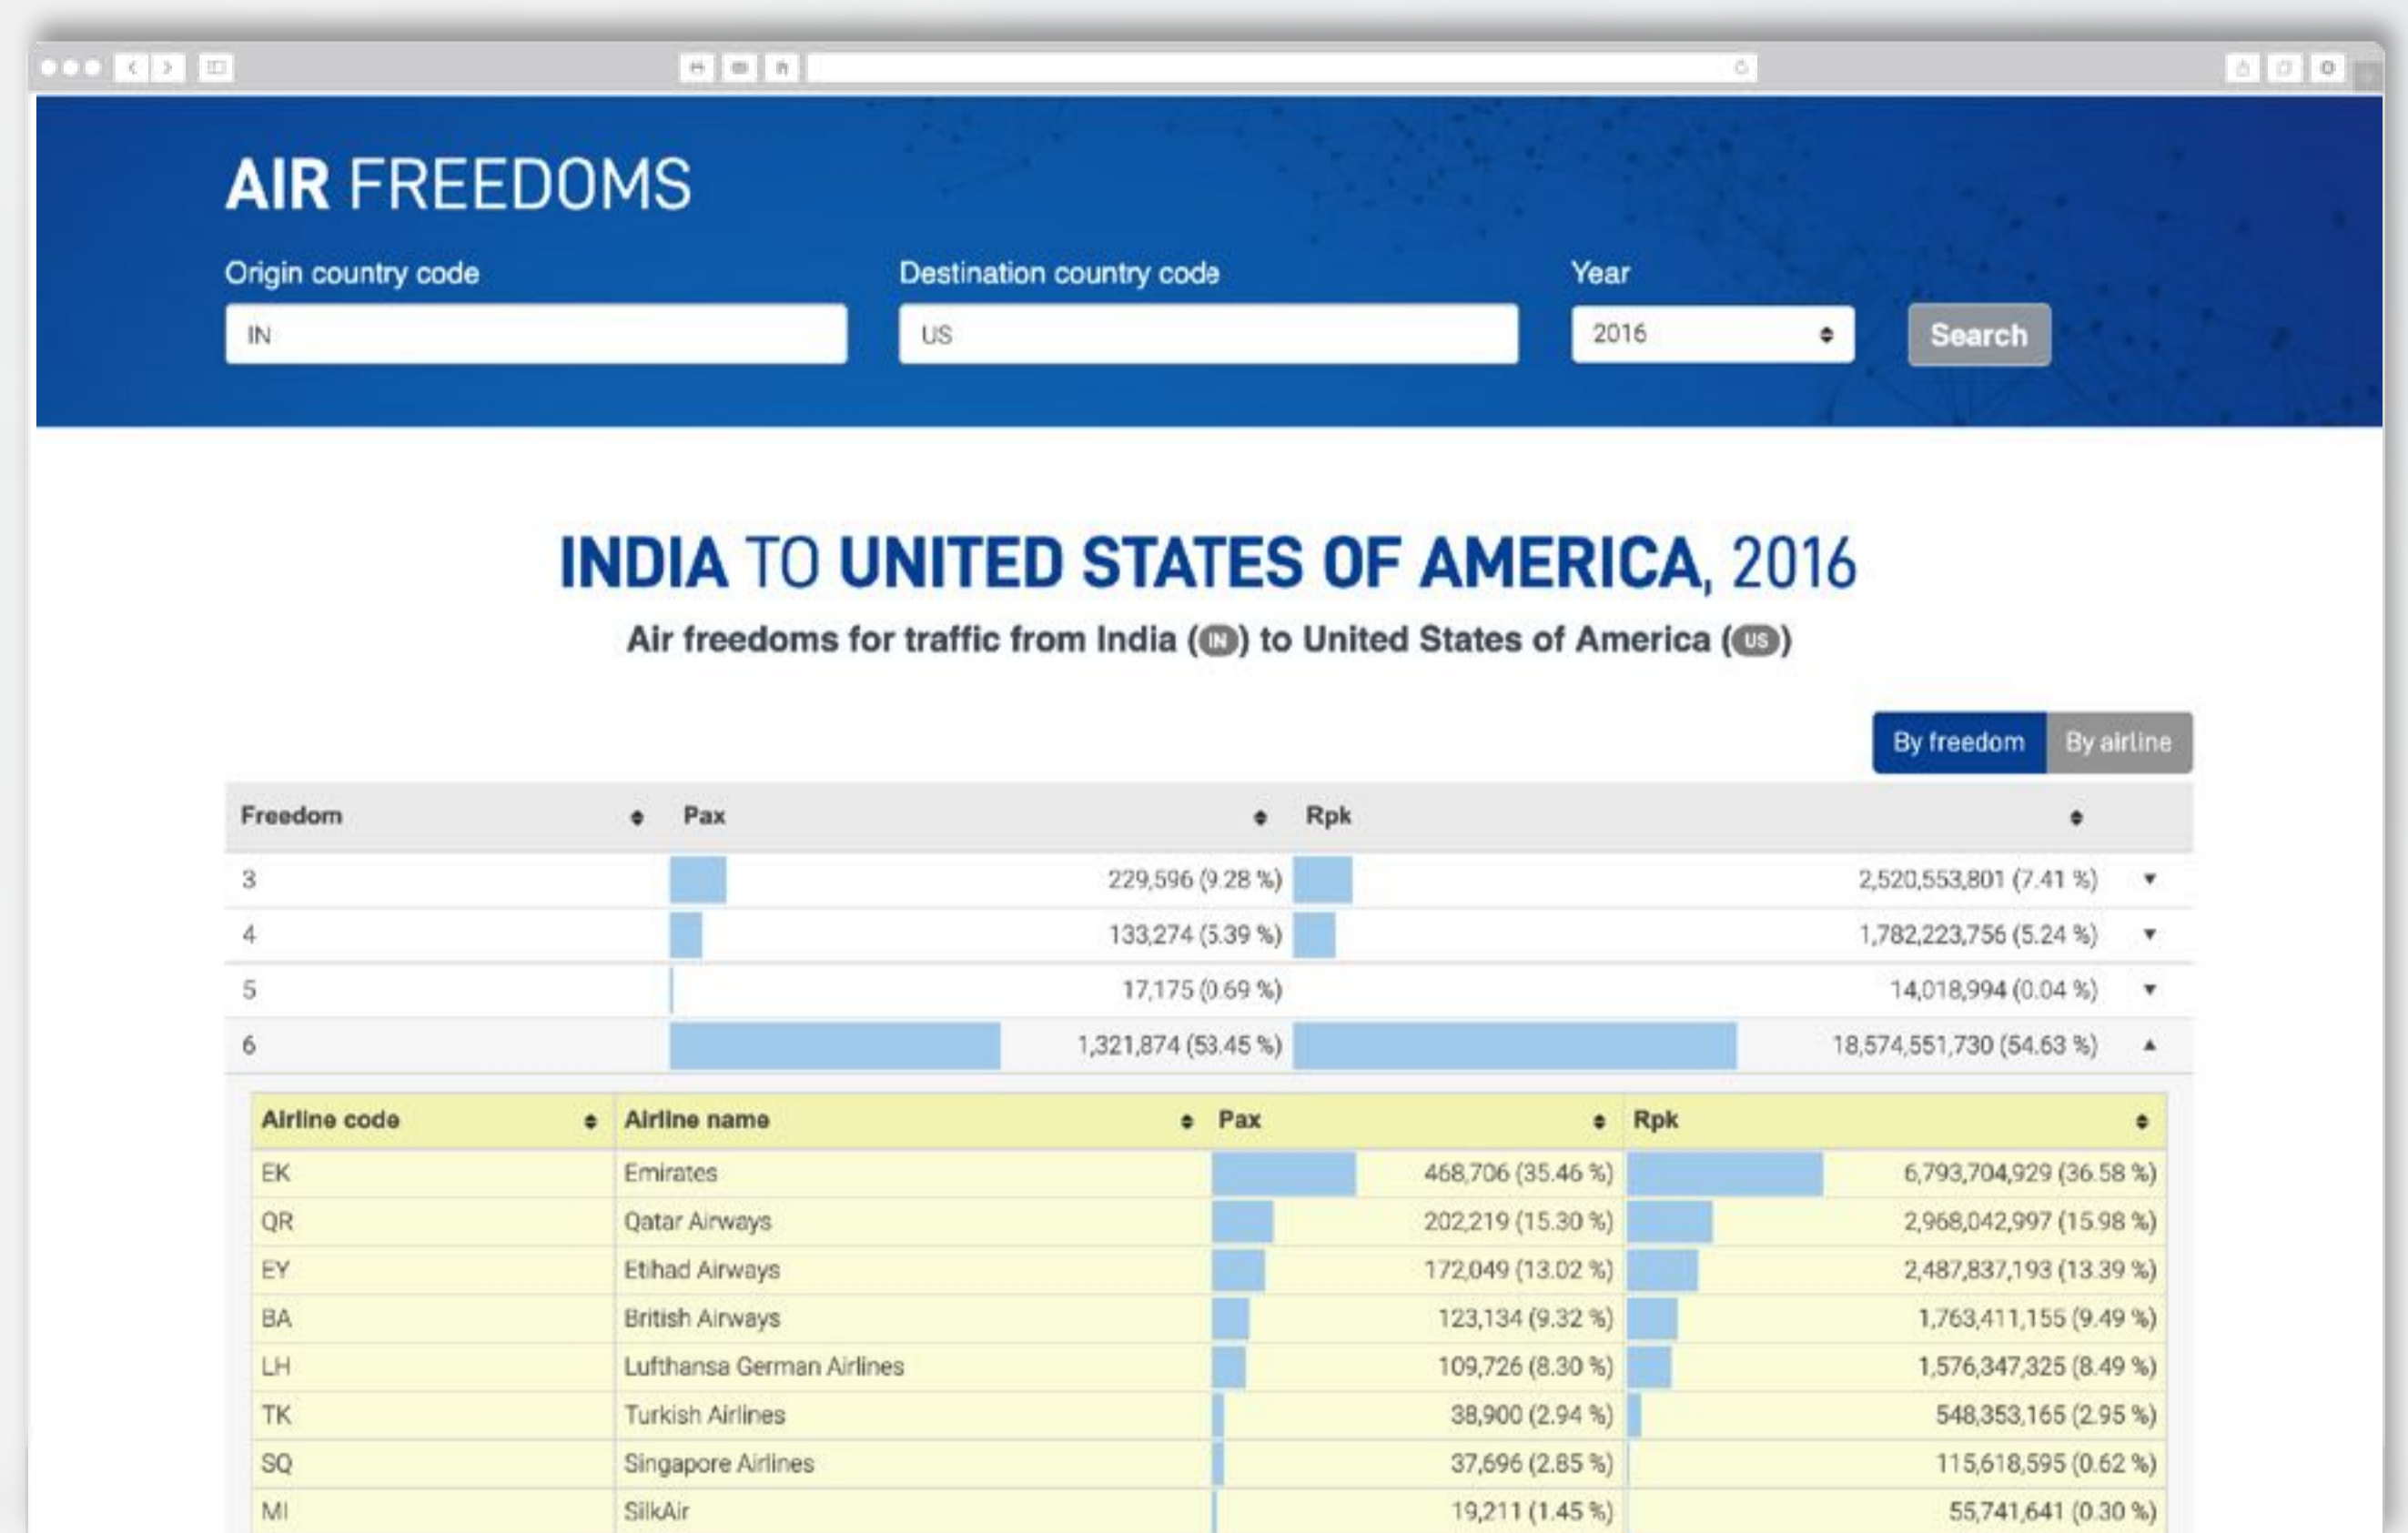 AIR FREEDOMS
Origin country code Destination country code Year
IN US 2016 Search
INDIA TO UNITED STATES OF AMERICA, 2016
Air freedoms for traffic from India (IN) to United States of America (US)
By freedom By airline
Freedom Pax Rpk
3 229,596 (9.28 %) 2,520,553,801 (7.41 %)
4 133,274 (5.39 %) 1,782,223,756 (5.24 %)
5 17,175 (0.69 %) 14,018,994 (0.04 %)
6 1,321,874 (53.45 %) 18,574,551,730 (54.63 %)
Airline code Airline name Pax Rpk
EK Emirates 468,706 (35.46 %) 6,793,704,929 (36.58 %)
QR Qatar Airways 202,219 (15.30 %) 2,968,042,997 (15.98 %)
EY Etihad Airways 172,049 (13.02 %) 2,487,837,193 (13.39 %)
BA British Airways 123,134 (9.32 %) 1,763,411,155 (9.49 %)
LH Lufthansa German Airlines 109,726 (8.30 %) 1,576,347,325 (8.49 %)
TK Turkish Airlines 38,900 (2.94 %) 548,353,165 (2.95 %)
SQ Singapore Airlines 37,696 (2.85 %) 115,618,595 (0.62 %)
MI SilkAir 19,211 (1.45 %) 55,741,641 (0.30 %)